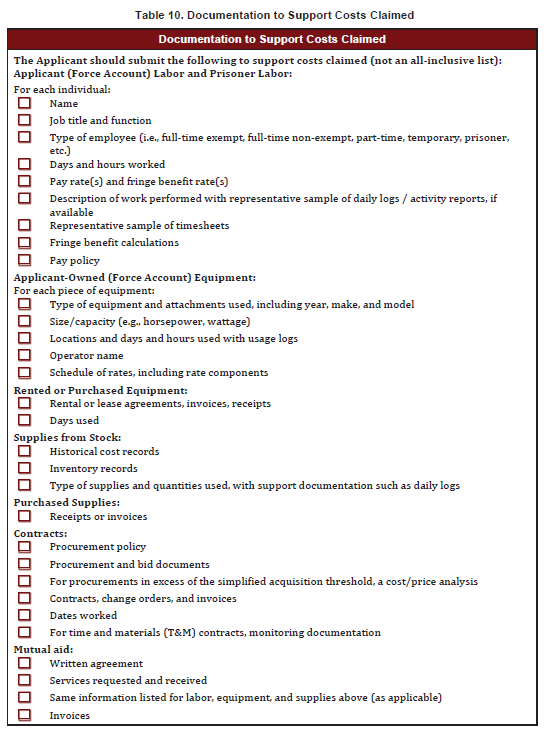 Table 10. Documentation to Support Costs Claimed
Documentation to Support Costs Claimed
The Applicant should submit the following to support costs claimed (not an all-inclusive list):
Applicant (Force Account) Labor and Prisoner Labor:
For each individual:
Name
Job title and function
Type of employee (i.e., full-time exempt, full-time non-exempt, part-time, temporary, prisoner,
etc.)
Days and hours worked
Pay rate(s) and fringe benefit rate(s)
Description of work performed with representative sample of daily logs / activity reports, if
available
Representative sample of timesheets
Fringe benefit calculations
Pay policy
Applicant-Owned (Force Account) Equipment:
For each piece of equipment:
Type of equipment and attachments used, including year, make, and model
Size/capacity (e.g., horsepower, wattage)
Locations and days and hours used with usage logs
Operator name
Schedule of rates, including rate components
Rented or Purchased Equipment:
Rental or lease agreements, invoices, receipts
Days used
Supplies from Stock:
Historical cost records
Inventory records
Type of supplies and quantities used, with support documentation such as daily logs
Purchased Supplies:
Receipts or invoices
Contracts:
Procurement policy
Procurement and bid documents
For procurements in excess of the simplified acquisition threshold, a cost/price analysis
Contracts, change orders, and invoices
Dates worked
For time and materials (T&M) contracts, monitoring documentation
Mutual aid:
Written agreement
Services requested and received
Same information listed for labor, equipment, and supplies above (as applicable)
Invoices